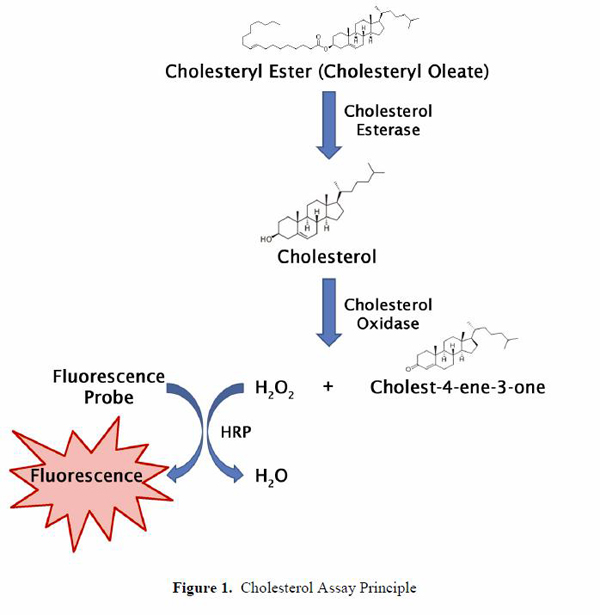 O
O
H
H
H
Cholesteryl Ester (Cholesteryl Oleate)
Cholesterol
Esterase
H
H
H
HO
Cholesterol
Cholesterol
Oxidase
H
H
H
O
Fluorescence
Probe
H2O2
+
Cholest-4-ene-3-one
HRP
Fluorescence
H2O
Figure 1. Cholesterol Assay Principle